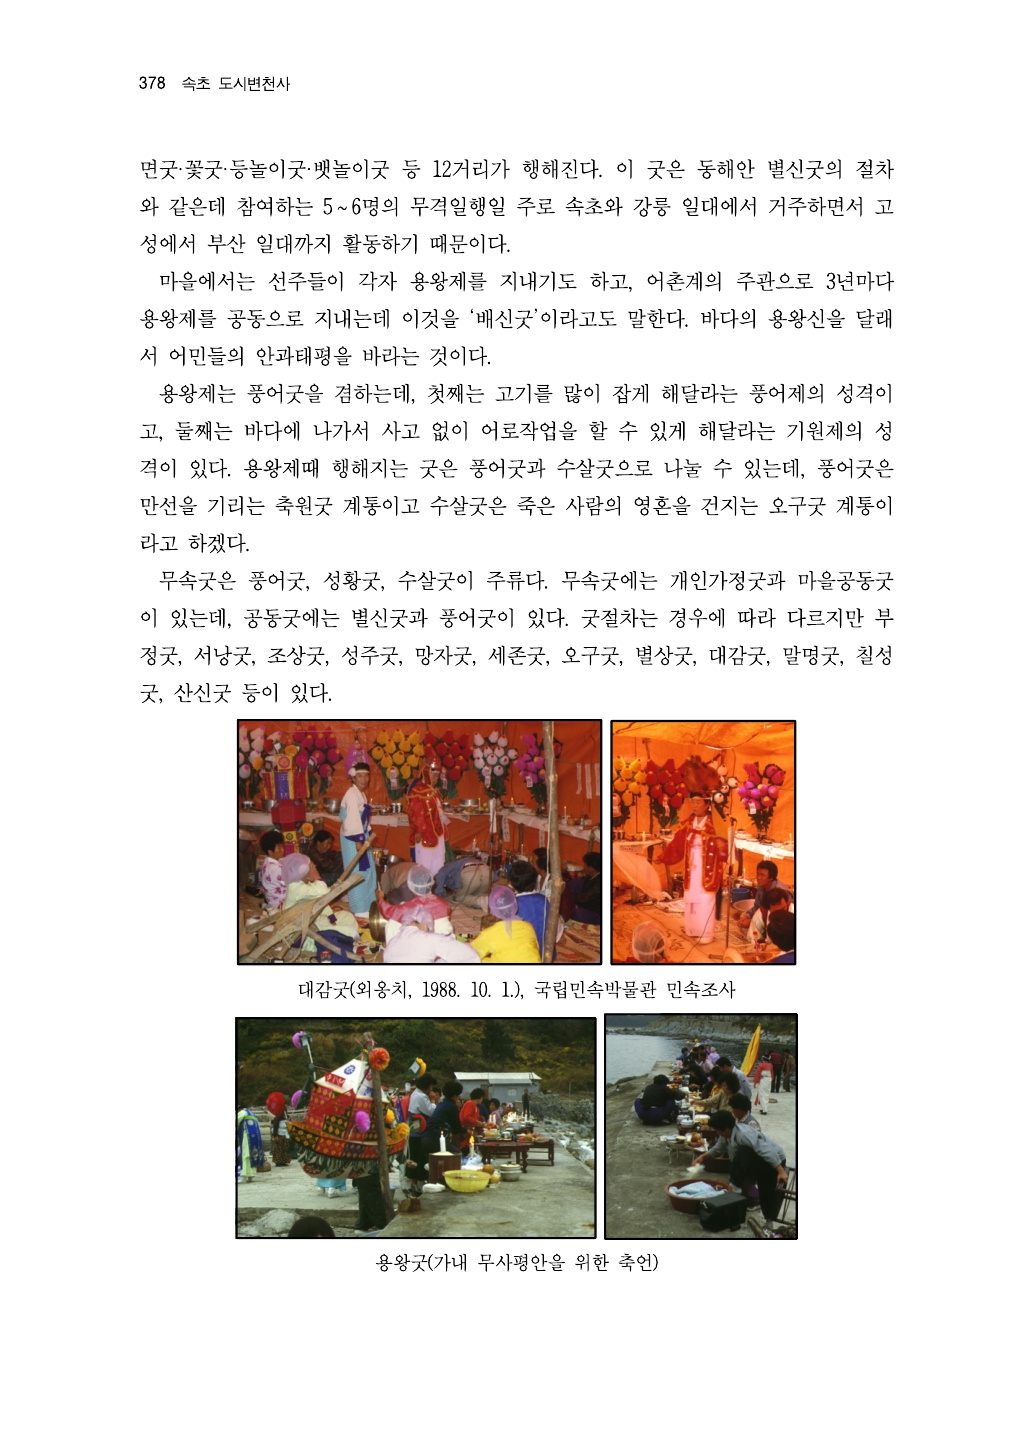 378 속초 도시변천사
면굿·꽃굿·등놀이굿·뱃놀이굿 등 12거리가 행해진다. 이 굿은 동해안 별신굿의 절차
와 같은데 참여하는 5~6명의 무격일행일 주로 속초와 강릉 일대에서 거주하면서 고
성에서 부산 일대까지 활동하기 때문이다.
마을에서는 선주들이 각자 용왕제를 지내기도 하고, 어촌계의 주관으로 3년마다
용왕제를 공동으로 지내는데 이것을 ‘배신굿’이라고도 말한다. 바다의 용왕신을 달래
서 어민들의 안과태평을 바라는 것이다.
용왕제는 풍어굿을 겸하는데, 첫째는 고기를 많이 잡게 해달라는 풍어제의 성격이
고, 둘째는 바다에 나가서 사고 없이 어로작업을 할 수 있게 해달라는 기원제의 성
격이 있다. 용왕제때 행해지는 굿은 풍어굿과 수살굿으로 나눌 수 있는데, 풍어굿은
만선을 기리는 축원굿 계통이고 수살굿은 죽은 사람의 영혼을 건지는 오구굿 계통이
라고 하겠다.
무속굿은 풍어굿, 성황굿, 수살굿이 주류다. 무속굿에는 개인가정굿과 마을공동굿
이 있는데, 공동굿에는 별신굿과 풍어굿이 있다. 굿절차는 경우에 따라 다르지만 부
정굿, 서낭굿, 조상굿, 성주굿, 망자굿, 세존굿, 오구굿, 별상굿, 대감굿, 말명굿, 칠성
굿, 산신굿 등이 있다.
대감굿(외옹치, 1988. 10. 1.), 국립민속박물관 민속조사
용왕굿(가내 무사평안을 위한 축언)